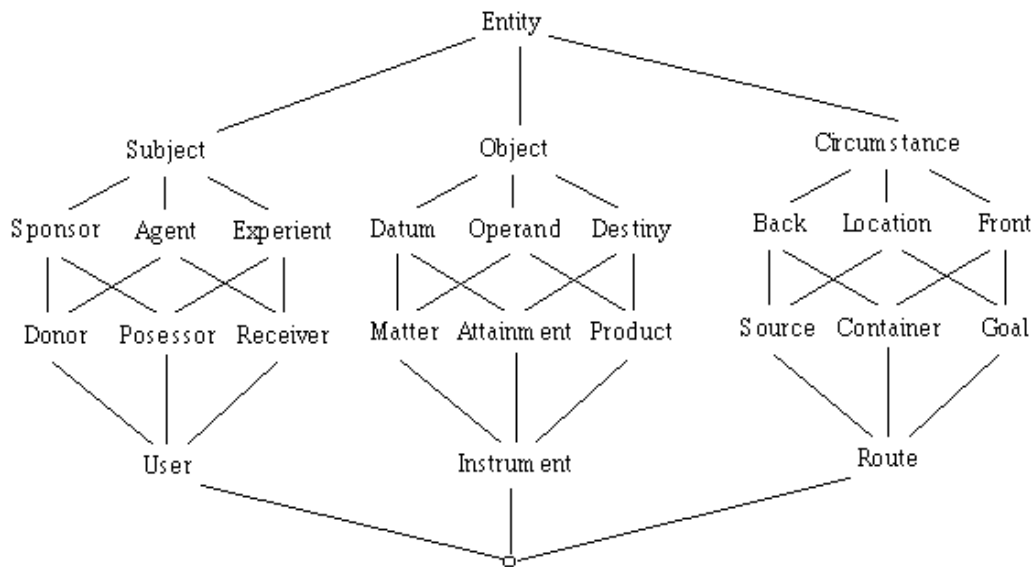 Entity
Subject Object Circumstance
Sponsor Agent Experient Datum Operand Destiny Back Location Front
Donor Posessor Receiver Matter Attainment Product Source Container Goal
User Instrument Route